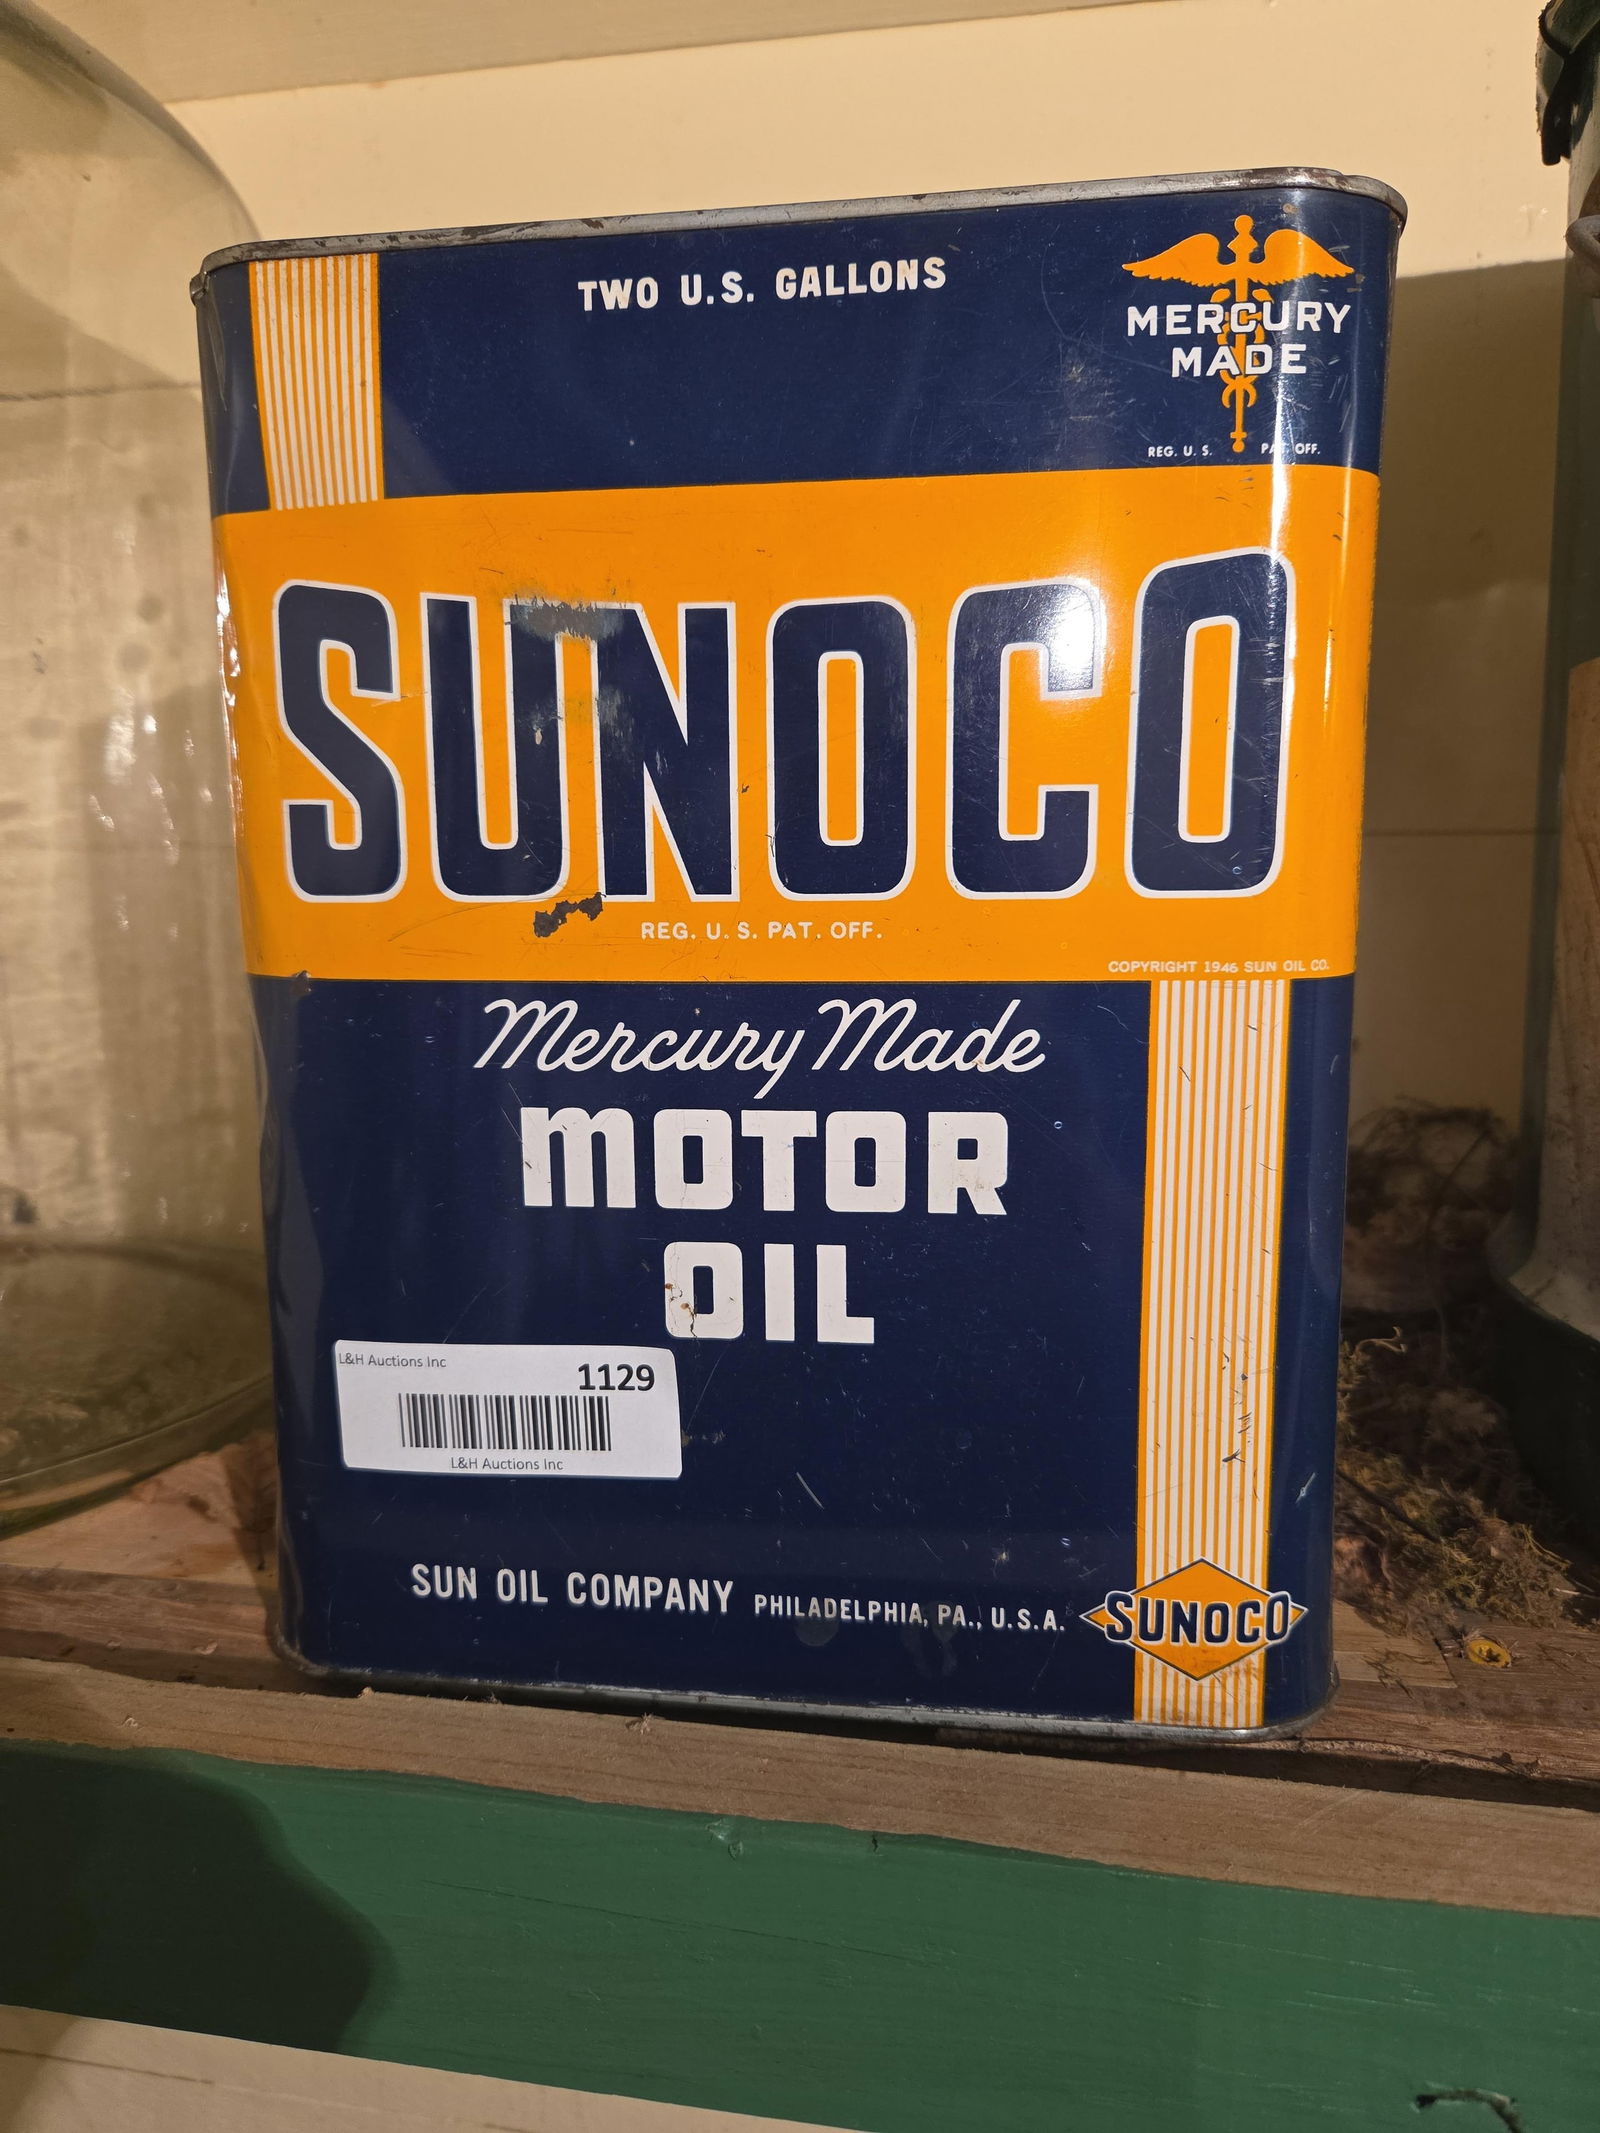 TWO U.S. GALLONS
MERCURY
MADE
REG. U. S. PAT. OFF.
SUNOCO
REG. U. S. PAT. OFF.
COPYRIGHT 1946 SUN OIL CO.
Mercury Made
MOTOR
OIL
L&H Auctions Inc
1129
L&H Auctions Inc
SUN OIL COMPANY PHILADELPHIA, PA., U.S.A.
SUNOCO